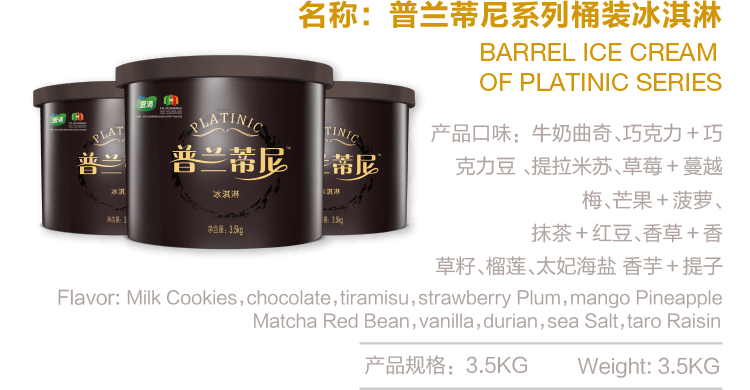 名称：普兰蒂尼系列桶装冰淇淋
BARREL ICE CREAM
OF PLATINIC SERIES
产品口味：牛奶曲奇、巧克力+巧
克力豆 、提拉米苏、草莓+蔓越
梅、芒果+菠萝、
抹茶+红豆、香草+香
草籽、榴莲、太妃海盐 香芋+提子
Flavor: Milk Cookies,chocolate,tiramisu,strawberry Plum,mango Pineapple
Matcha Red Bean,vanilla,durian,sea Salt,taro Raisin
产品规格：3.5KG Weight: 3.5KG
PLATINIC
普兰蒂尼
冰淇淋
净含量：3.5kg